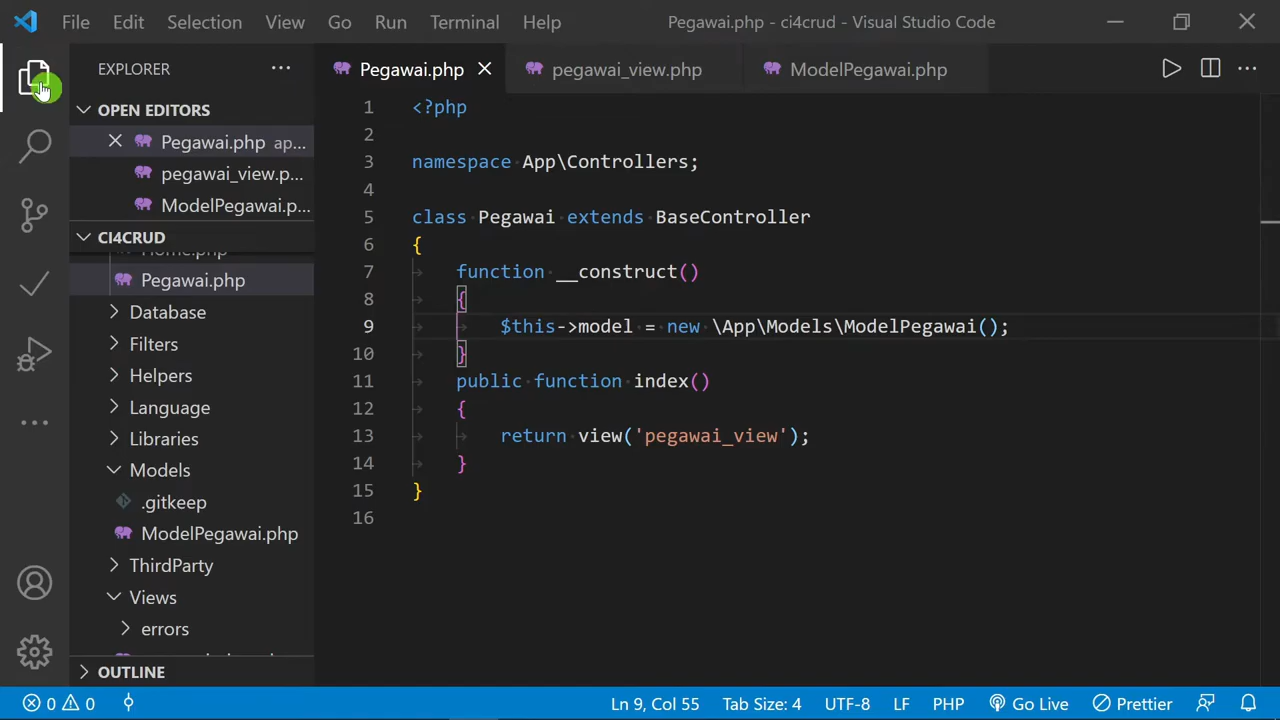 File Edit Selection View Go Run Terminal Help Pegawai.php - ci4crud - Visual Studio Code
EXPLORER
Pegawai.php pegawai_view.php ModelPegawai.php
OPEN EDITORS
Pegawai.php ap...
pegawai_view.p...
ModelPegawai.p...
CI4CRUD
Home.php
Pegawai.php
Database
Filters
Helpers
Language
Libraries
Models
.gitkeep
ModelPegawai.php
ThirdParty
Views
errors
OUTLINE
1 <?php
2
3 namespace App\Controllers;
4
5 class Pegawai extends BaseController
6 {
7 function __construct()
8 {
9 $this->model = new \App\Models\ModelPegawai();
10 }
11 public function index()
12 {
13 return view('pegawai_view');
14 }
15 }
16
0 0 Ln 9, Col 55 Tab Size: 4 UTF-8 LF PHP Go Live Prettier